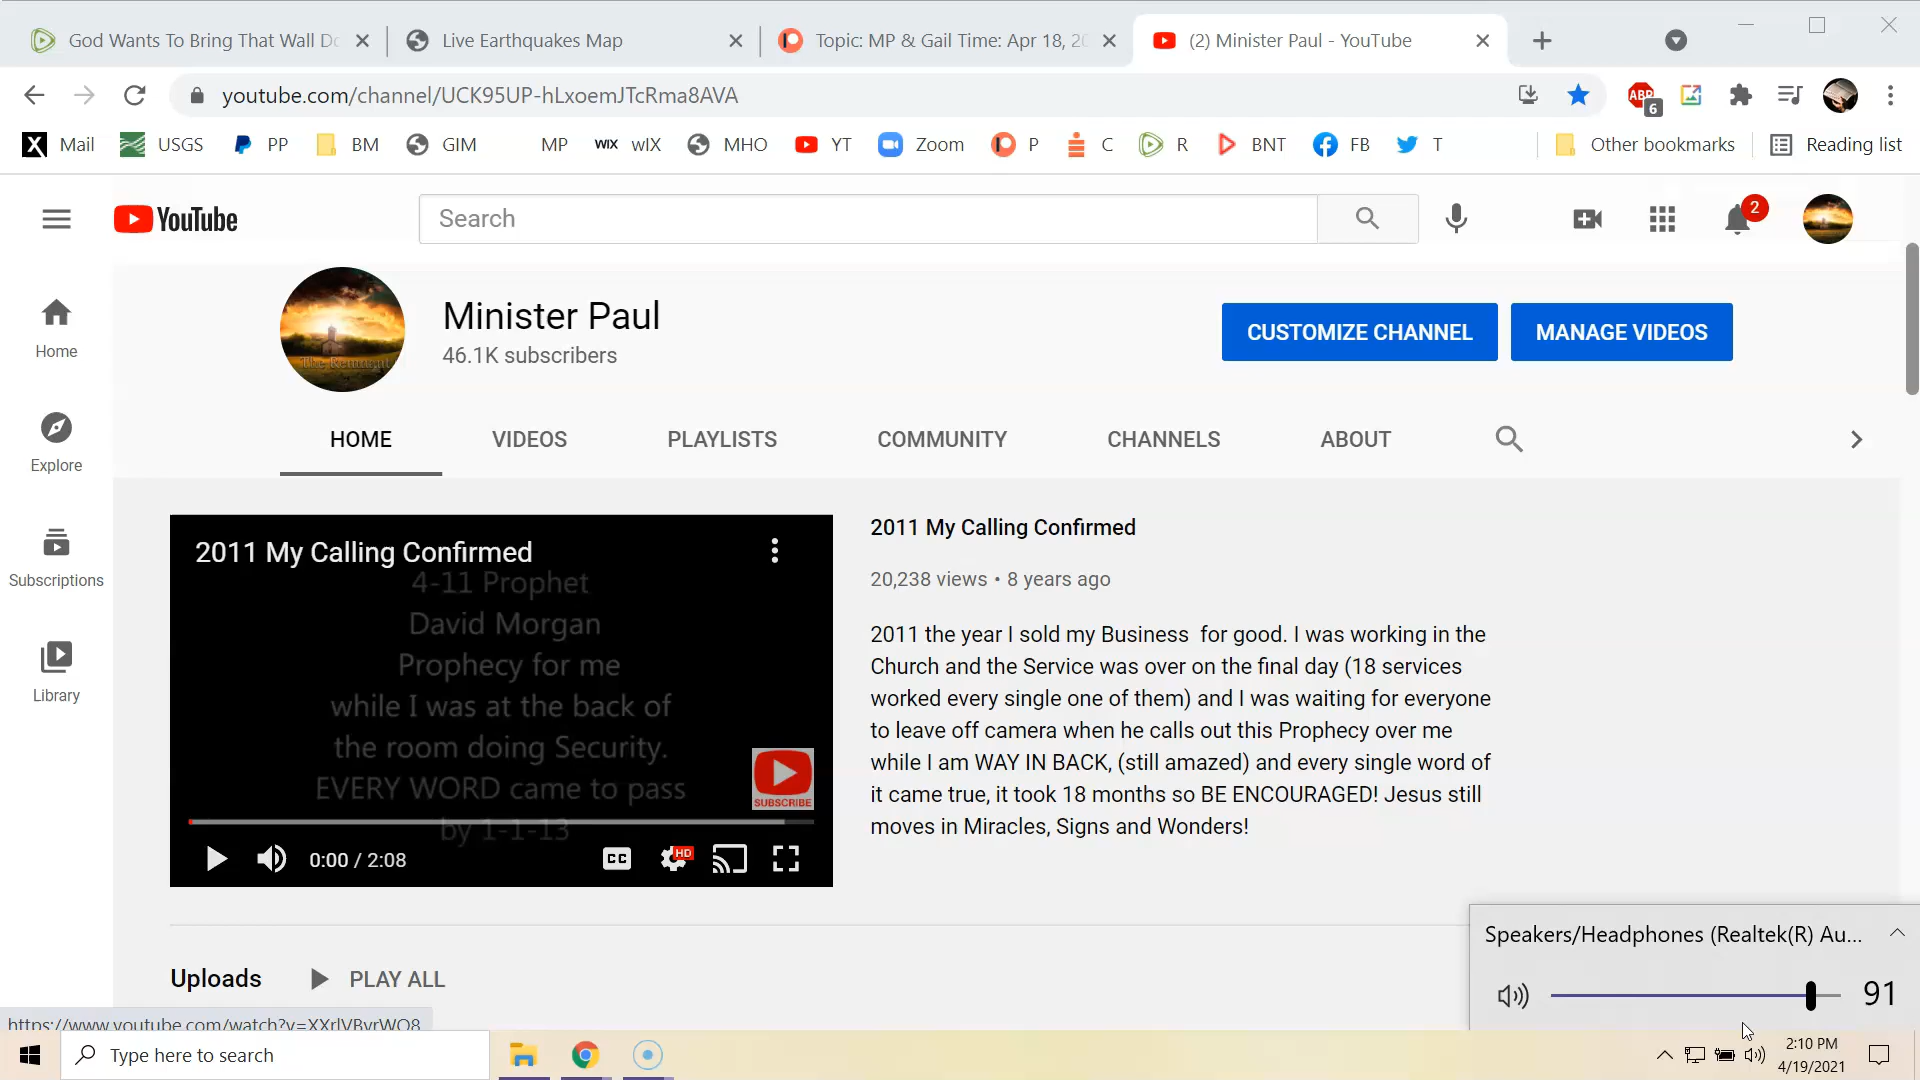 God Wants To Bring That Wall Do
Live Earthquakes Map
Topic: MP & Gail Time: Apr 18, 20
(2) Minister Paul - YouTube
youtube.com/channel/UCK95UP-hLxoemJTcRma8AVA
ABP
6
X Mail
USGS
PP
BM
GIM
MP
WIX wIX
MHO
YT
Zoom
P
C
R
BNT
FB
T
Other bookmarks
Reading list
YouTube
Search
2
Home
Explore
Subscriptions
Library
The Remnant
Minister Paul
46.1K subscribers
CUSTOMIZE CHANNEL
MANAGE VIDEOS
HOME
VIDEOS
PLAYLISTS
COMMUNITY
CHANNELS
ABOUT
2011 My Calling Confirmed
4-11 Prophet
David Morgan
Prophecy for me
while I was at the back of
the room doing Security.
EVERY WORD came to pass
by 1-1-13
SUBSCRIBE
0:00 / 2:08
CC
HD
2011 My Calling Confirmed
20,238 views • 8 years ago
2011 the year I sold my Business for good. I was working in the
Church and the Service was over on the final day (18 services
worked every single one of them) and I was waiting for everyone
to leave off camera when he calls out this Prophecy over me
while I am WAY IN BACK, (still amazed) and every single word of
it came true, it took 18 months so BE ENCOURAGED! Jesus still
moves in Miracles, Signs and Wonders!
Uploads
PLAY ALL
Speakers/Headphones (Realtek(R) Au...
91
https://www.youtube.com/watch?v=XXrlVBvrWO8
Type here to search
2:10 PM
4/19/2021